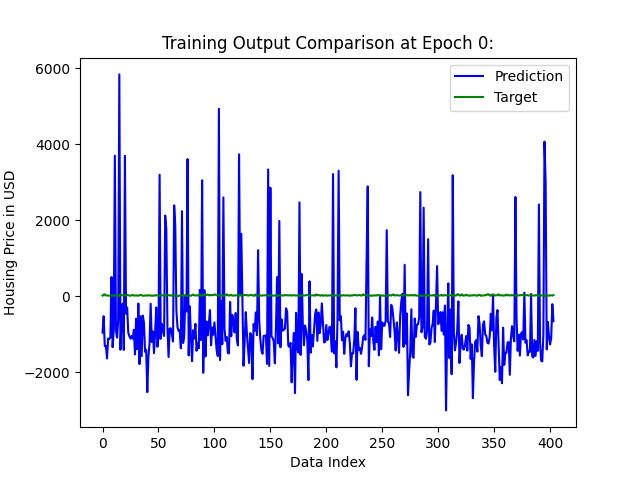 Training Output Comparison at Epoch 0:
Prediction
Target
Housing Price in USD
6000
4000
2000
0
−2000
0 50 100 150 200 250 300 350 400
Data Index